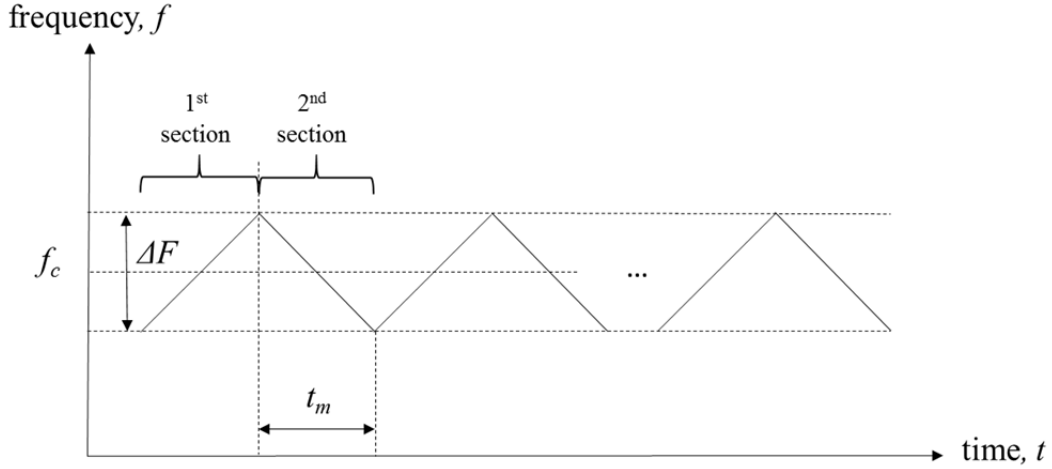 frequency, f
1st
section
2nd
section
ΔF
fc
...
tm
time, t